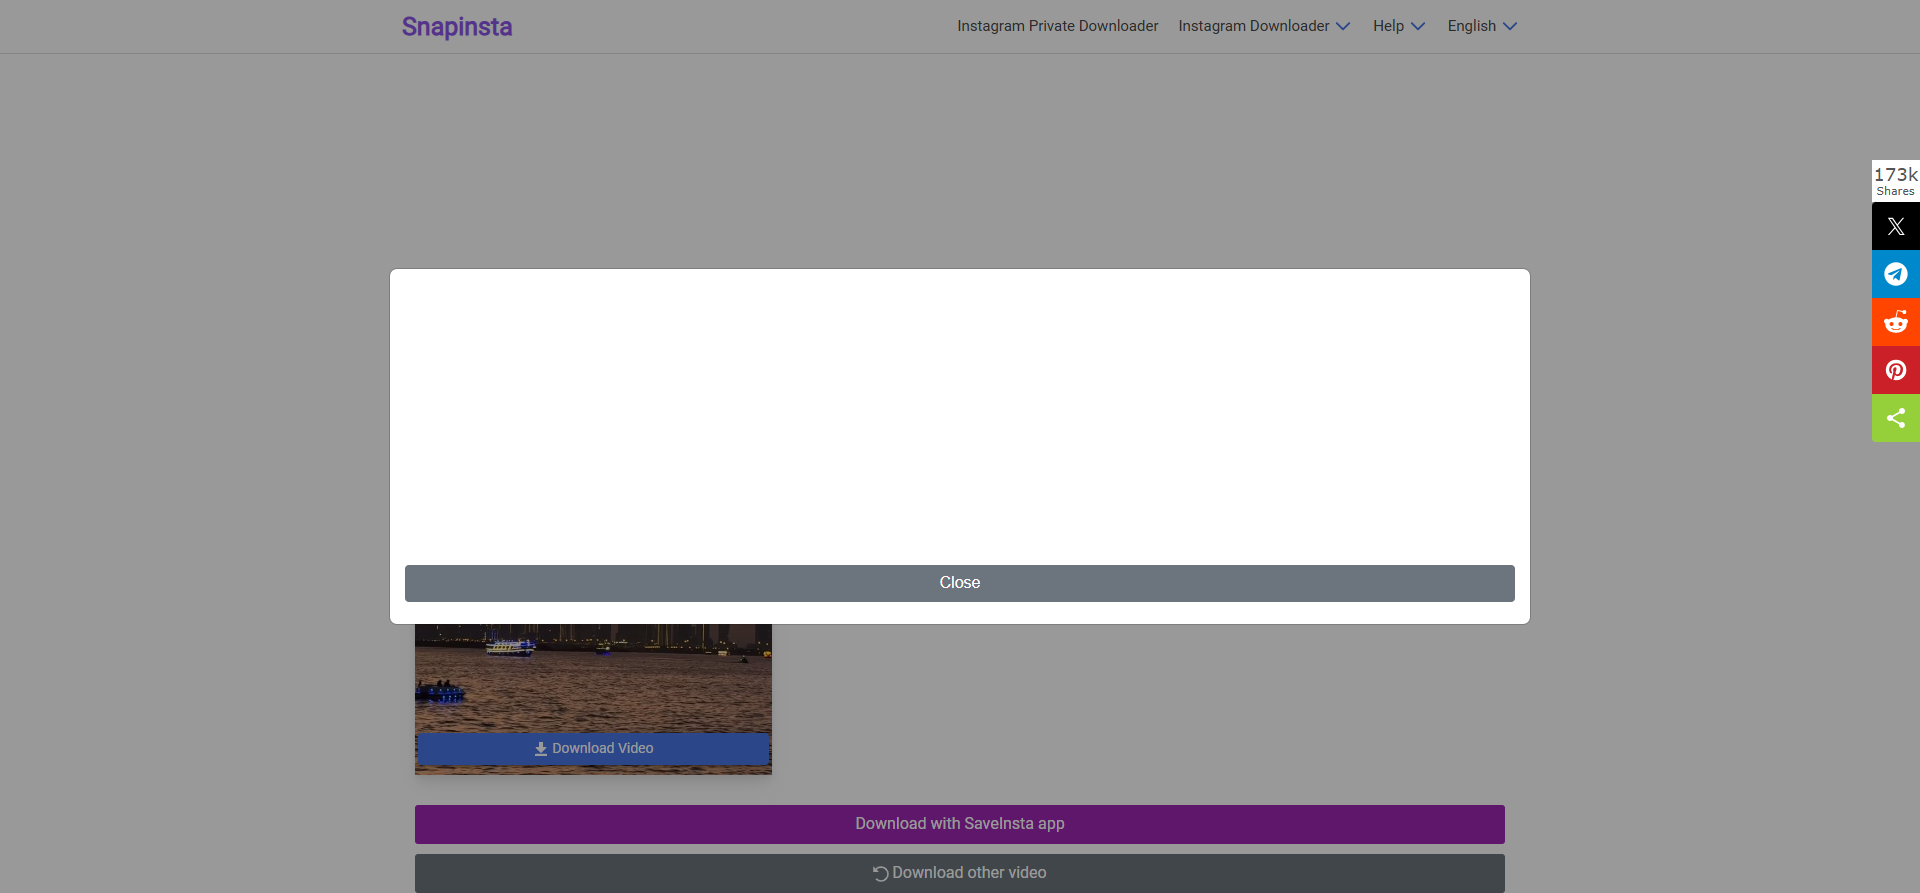 Snapinsta
Instagram Private Downloader
Instagram Downloader
Help
English
173k
Shares
Close
Download Video
Download with SaveInsta app
Download other video